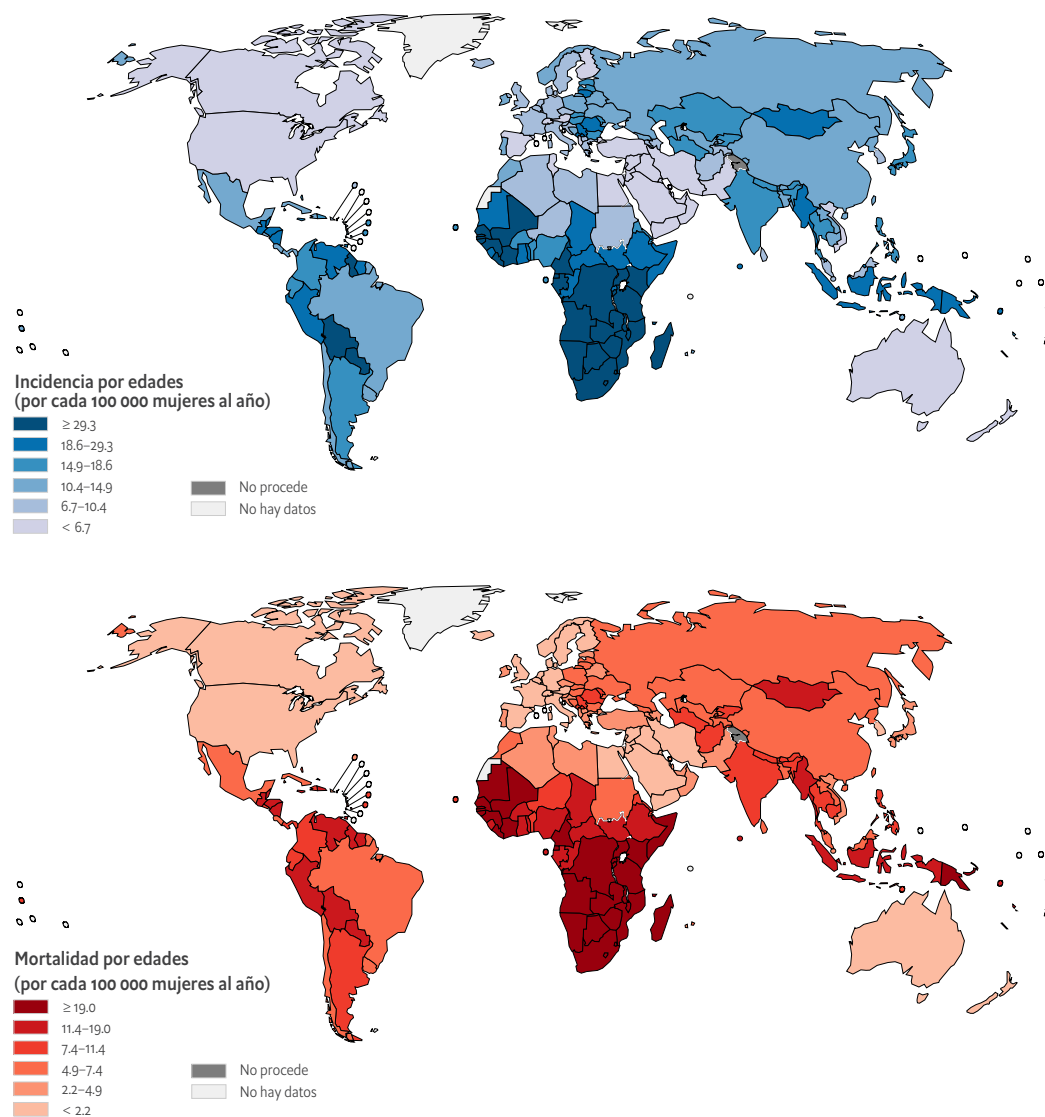 Incidencia por edades
(por cada 100 000 mujeres al año)
≥ 29.3
18.6–29.3
14.9–18.6
10.4–14.9
6.7–10.4
< 6.7
No procede
No hay datos
Mortalidad por edades
(por cada 100 000 mujeres al año)
≥ 19.0
11.4–19.0
7.4–11.4
4.9–7.4
2.2–4.9
< 2.2
No procede
No hay datos